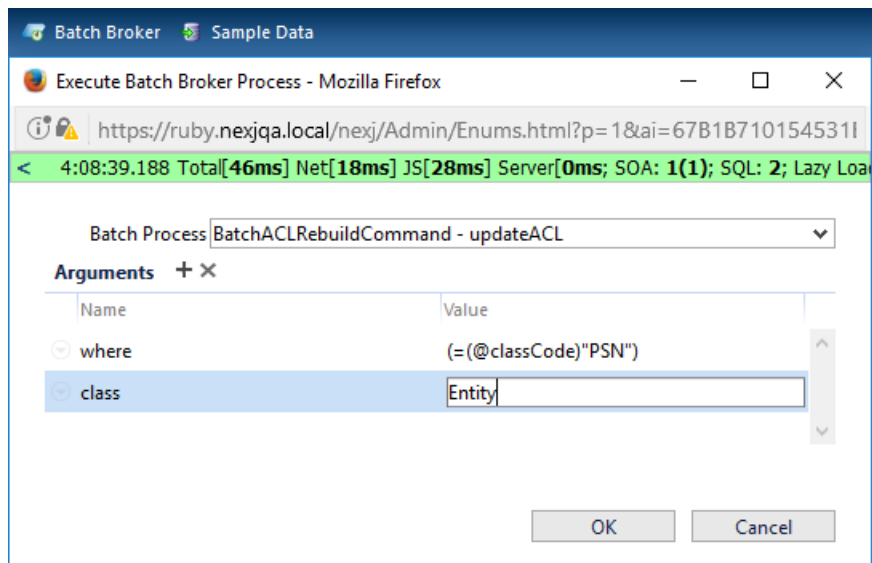 Batch Broker Sample Data
Execute Batch Broker Process - Mozilla Firefox
https://ruby.nexjqa.local/nexj/Admin/Enums.html?p=1&ai=67B1B710154531
< 4:08:39.188 Total[46ms] Net[18ms] JS[28ms] Server[0ms; SOA: 1(1); SQL: 2; Lazy Loa
Batch Process BatchACLRebuildCommand - updateACL
Arguments + ×
Name Value
where (=(@classCode)"PSN")
class Entity
OK Cancel